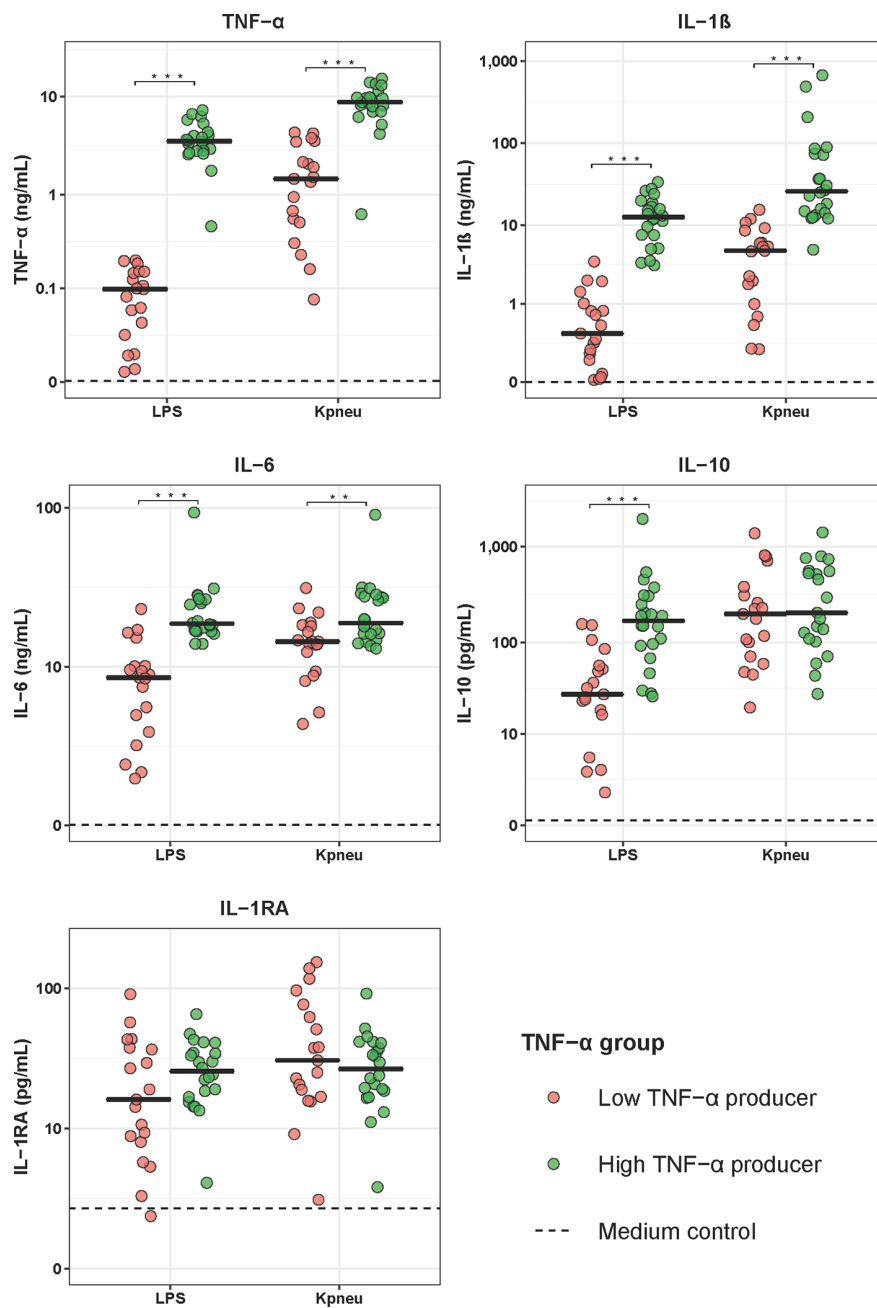 TNF−α
TNF−α (ng/mL)
10
1
0.1
0
* * *
* * *
LPS
Kpneu
IL−1ß
IL−1ß (ng/mL)
1,000
100
10
1
0
* * *
* * *
LPS
Kpneu
IL−6
IL−6 (ng/mL)
100
10
0
* * *
* *
LPS
Kpneu
IL−10
IL−10 (pg/mL)
1,000
100
10
0
* * *
LPS
Kpneu
IL−1RA
IL−1RA (pg/mL)
100
10
0
LPS
Kpneu
TNF−α group
Low TNF−α producer
High TNF−α producer
Medium control